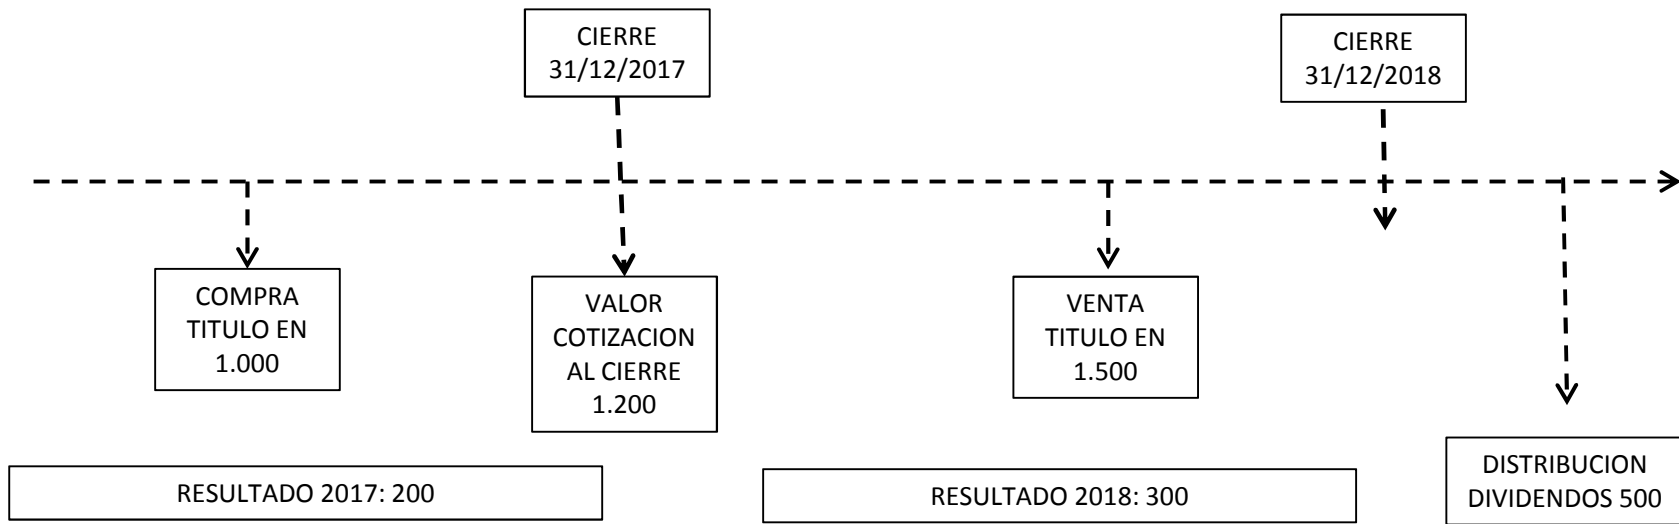 CIERRE
31/12/2017
CIERRE
31/12/2018
COMPRA
TITULO EN
1.000
VALOR
COTIZACION
AL CIERRE
1.200
VENTA
TITULO EN
1.500
RESULTADO 2017: 200
RESULTADO 2018: 300
DISTRIBUCION
DIVIDENDOS 500